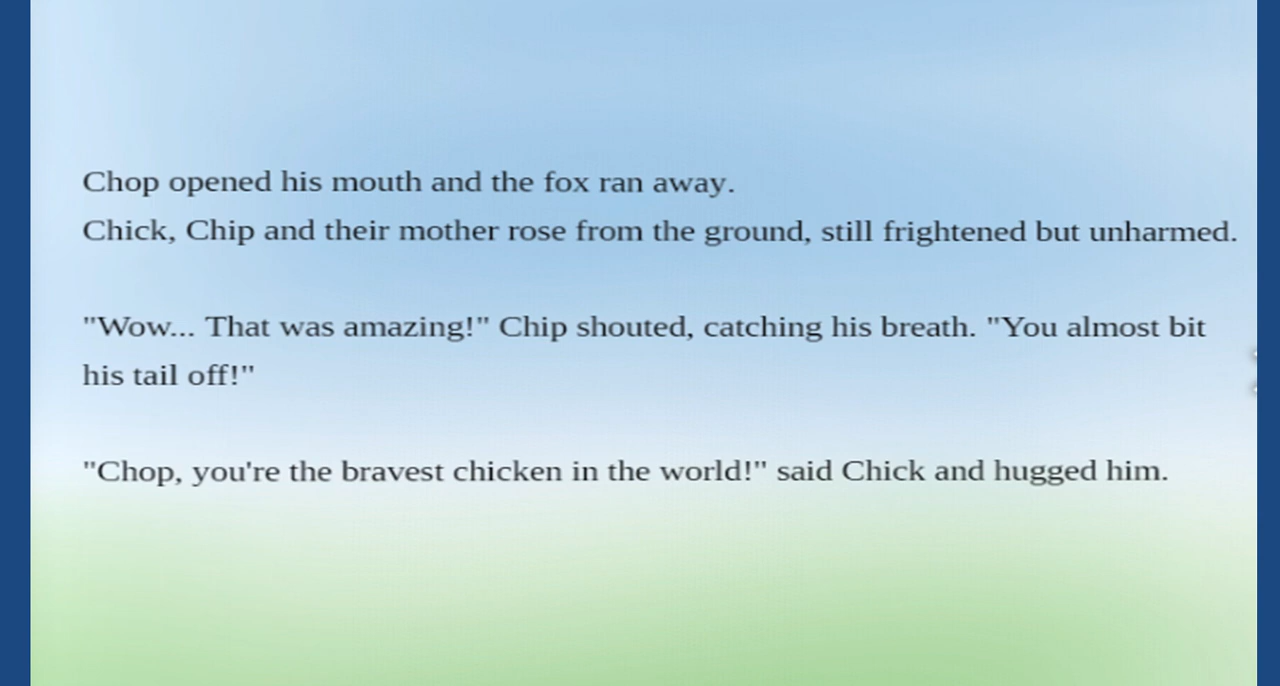 Chop opened his mouth and the fox ran away.
Chick, Chip and their mother rose from the ground, still frightened but unharmed.
"Wow... That was amazing!" Chip shouted, catching his breath. "You almost bit
his tail off!"
"Chop, you're the bravest chicken in the world!" said Chick and hugged him.